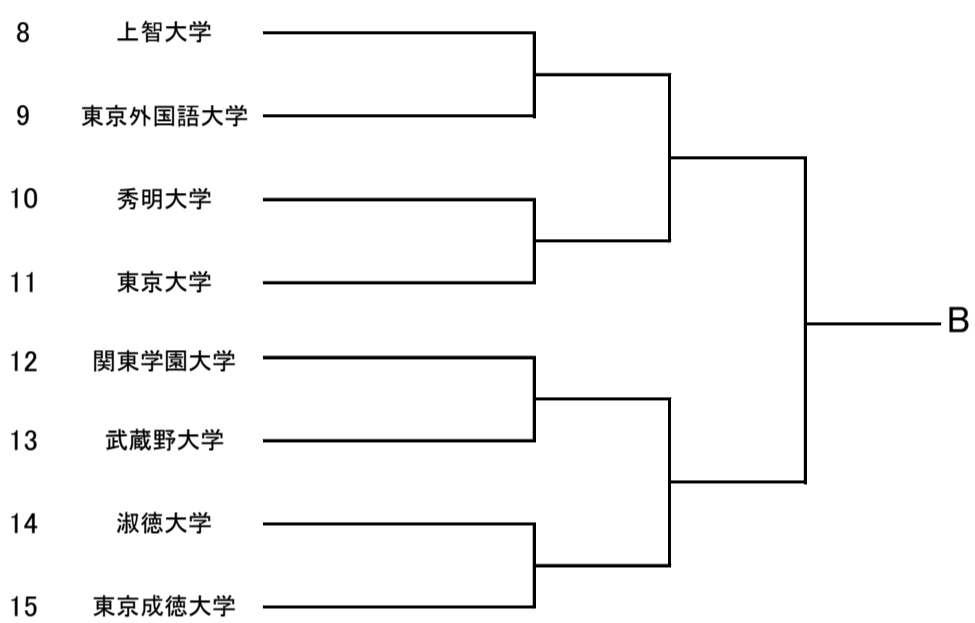 8 上智大学
9 東京外国語大学
10 秀明大学
11 東京大学
12 関東学園大学
13 武蔵野大学
14 淑徳大学
15 東京成徳大学
B